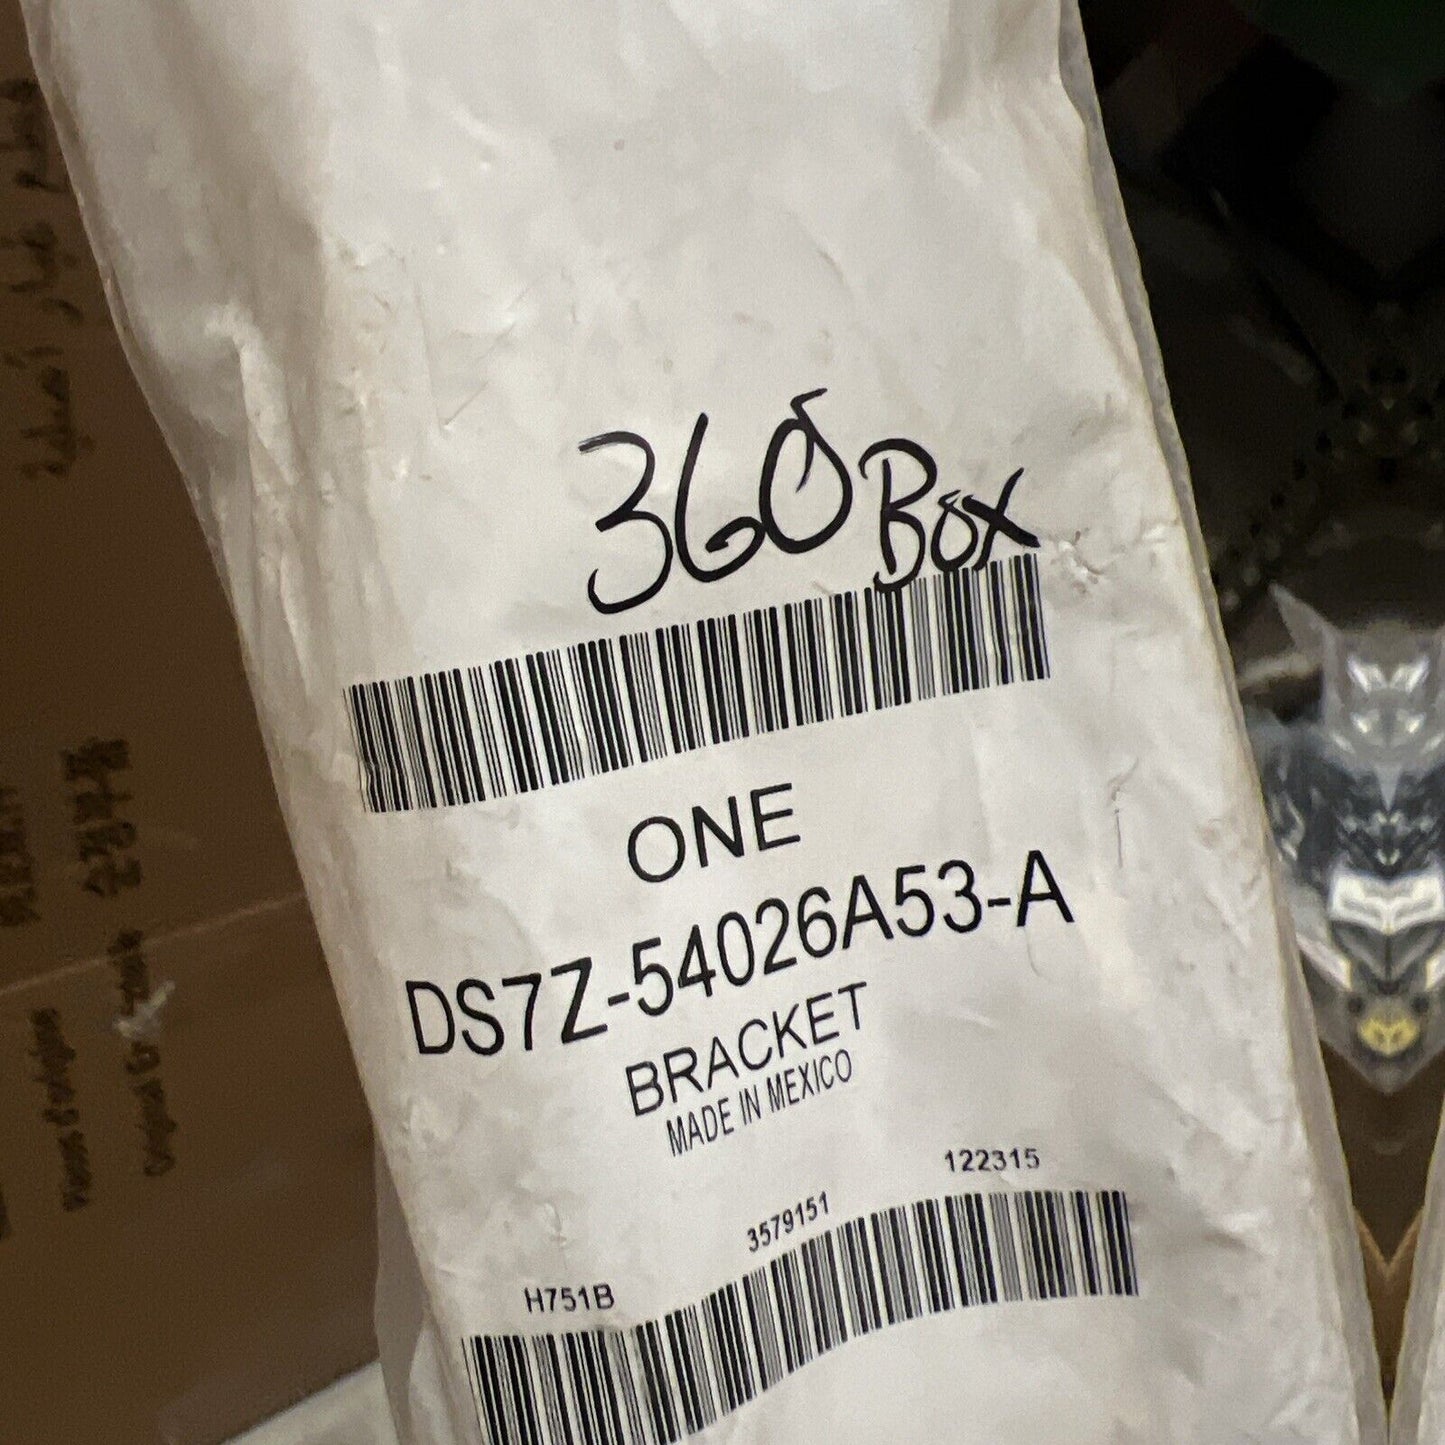 360 Box
ONE
DS7Z-54026A53-A
BRACKET
MADE IN MEXICO
122315
3579151
H751B